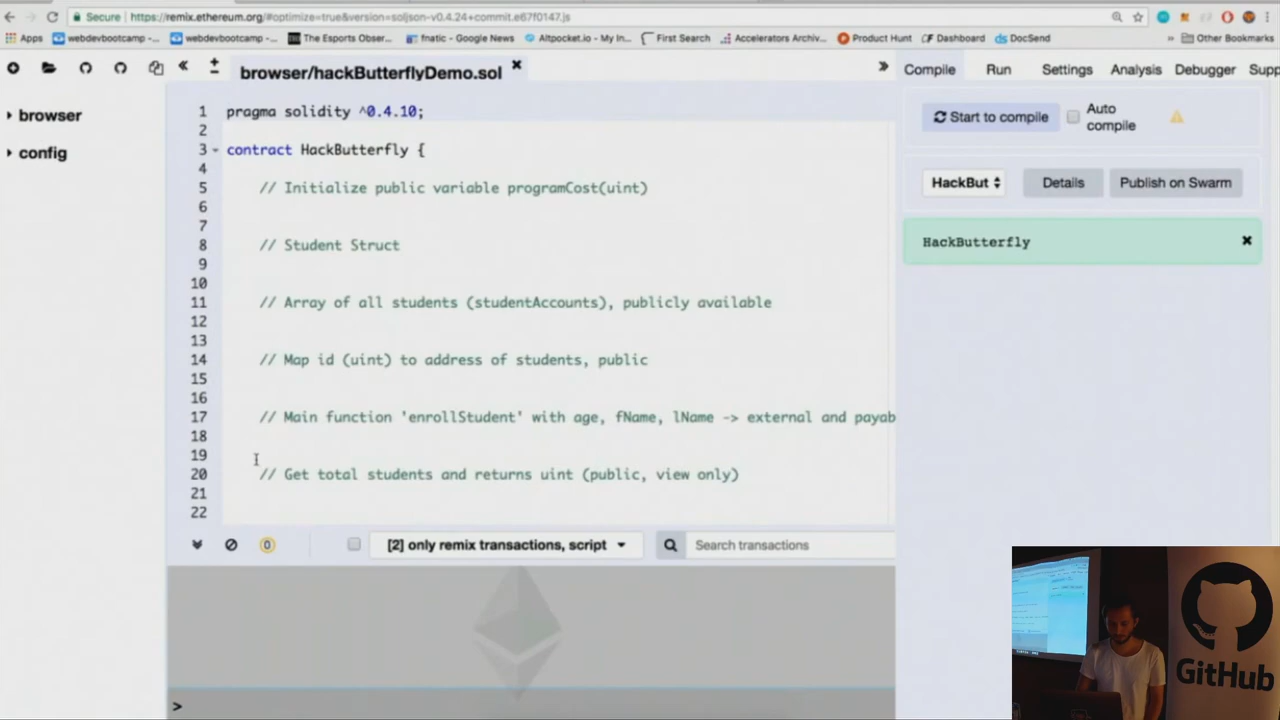 Secure | https://remix.ethereum.org/#optimize=true&version=soljson-v0.4.24+commit.e67f0147.js
Apps webdevbootcamp -... webdevbootcamp -... The Esports Obser... fnatic - Google News Altpocket.io - My In... First Search Accelerators Archiv... Product Hunt Dashboard DocSend » Other Bookmarks
browser/hackButterflyDemo.sol
Compile Run Settings Analysis Debugger Supp
browser
config
1 pragma solidity ^0.4.10;
2
3 contract HackButterfly {
4
5 // Initialize public variable programCost(uint)
6
7
8 // Student Struct
9
10
11 // Array of all students (studentAccounts), publicly available
12
13
14 // Map id (uint) to address of students, public
15
16
17 // Main function 'enrollStudent' with age, fName, lName -> external and payab
18
19
20 // Get total students and returns uint (public, view only)
21
22
Start to compile
Auto compile
HackBut Details Publish on Swarm
HackButterfly
0 [2] only remix transactions, script Search transactions
>
GitHub